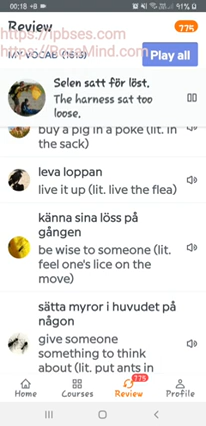 00:18
91%
Review
775
https://ipbses.com
https://RozaMind.com
MY VOCAB (1613)
Play all
Selen satt för löst.
The harness sat too
loose.
buy a pig in a poke (lit. in
the sack)
leva loppan
live it up (lit. live the flea)
känna sina löss på
gången
be wise to someone (lit.
feel one's lice on the
move)
sätta myror i huvudet på
någon
give someone
something to think
about (lit. put ants in
775
Home
Courses
Review
Profile